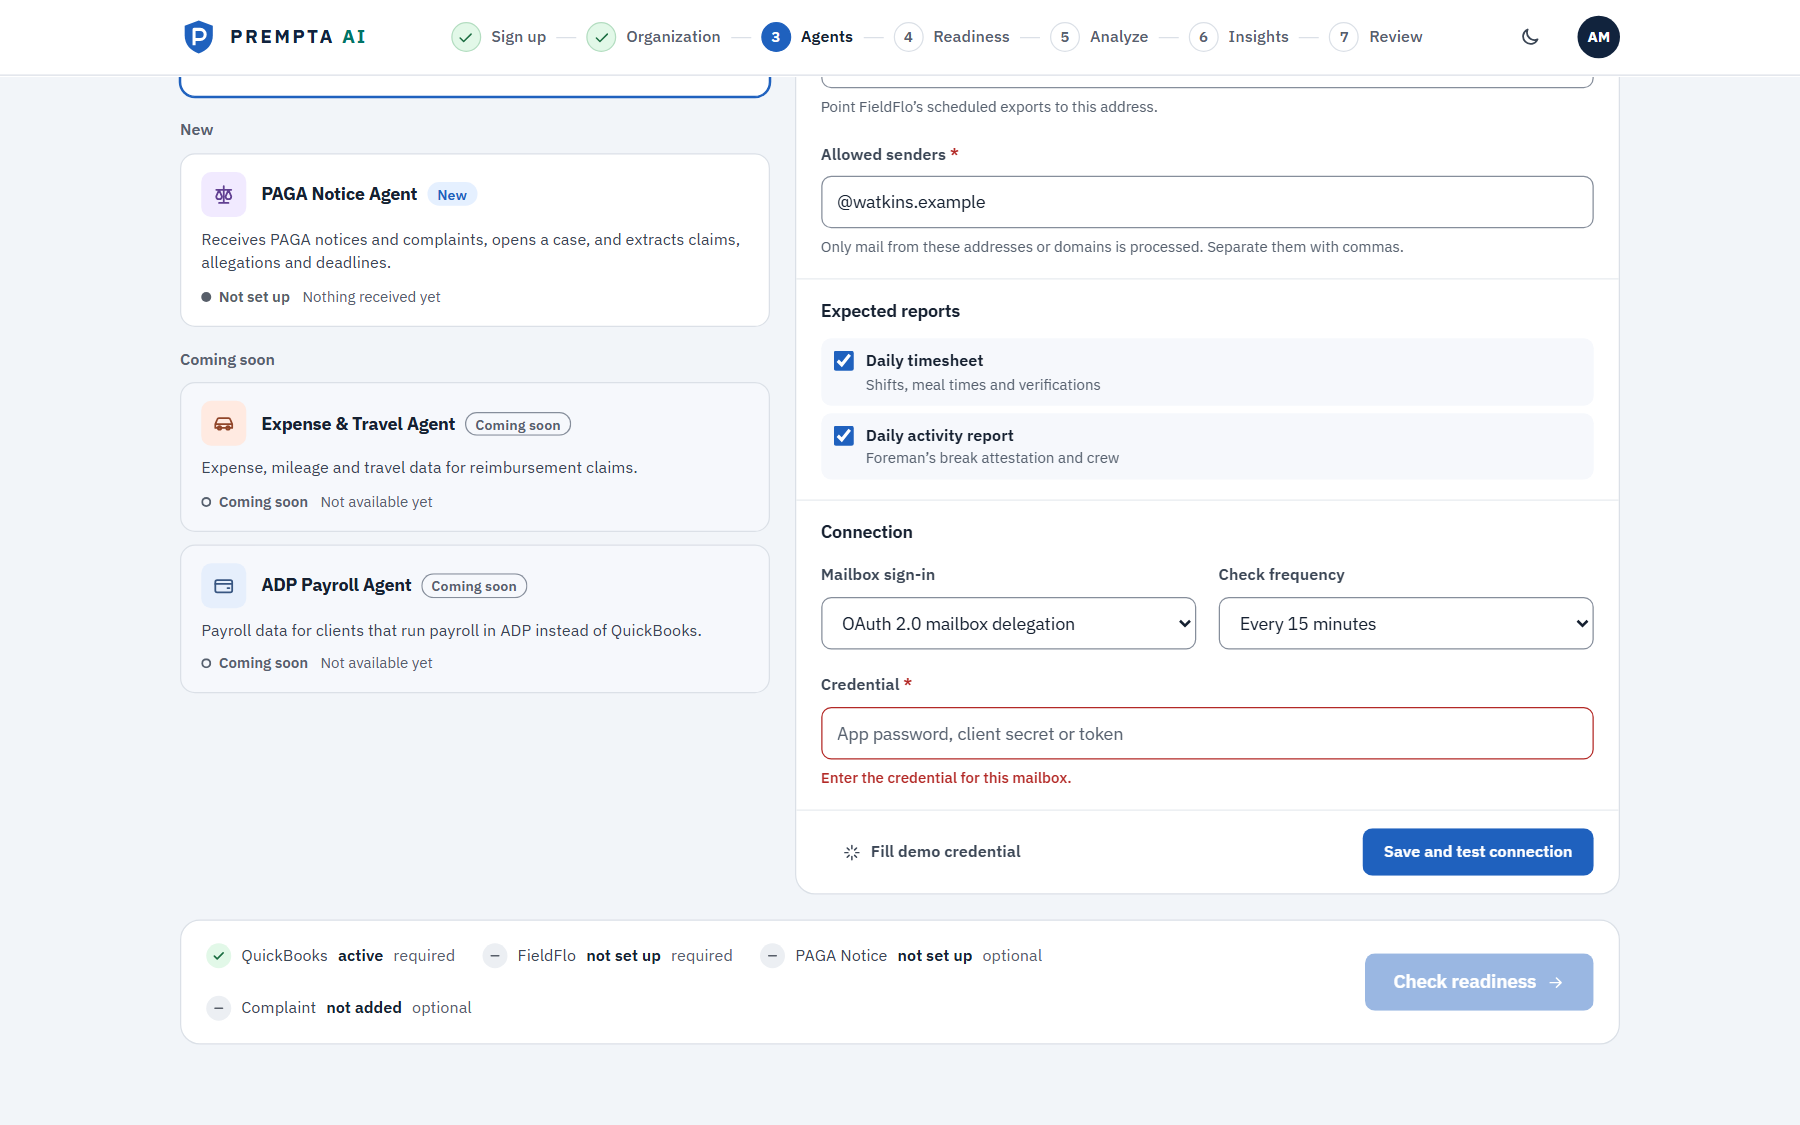 PREMPTA AI
Sign up
Organization
3 Agents
4 Readiness
5 Analyze
6 Insights
7 Review
AM
New
PAGA Notice Agent New
Receives PAGA notices and complaints, opens a case, and extracts claims,
allegations and deadlines.
Not set up Nothing received yet
Coming soon
Expense & Travel Agent Coming soon
Expense, mileage and travel data for reimbursement claims.
Coming soon Not available yet
ADP Payroll Agent Coming soon
Payroll data for clients that run payroll in ADP instead of QuickBooks.
Coming soon Not available yet
Point FieldFlo’s scheduled exports to this address.
Allowed senders *
@watkins.example
Only mail from these addresses or domains is processed. Separate them with commas.
Expected reports
Daily timesheet
Shifts, meal times and verifications
Daily activity report
Foreman’s break attestation and crew
Connection
Mailbox sign-in
OAuth 2.0 mailbox delegation
Check frequency
Every 15 minutes
Credential *
App password, client secret or token
Enter the credential for this mailbox.
Fill demo credential
Save and test connection
QuickBooks active required
FieldFlo not set up required
PAGA Notice not set up optional
Complaint not added optional
Check readiness →